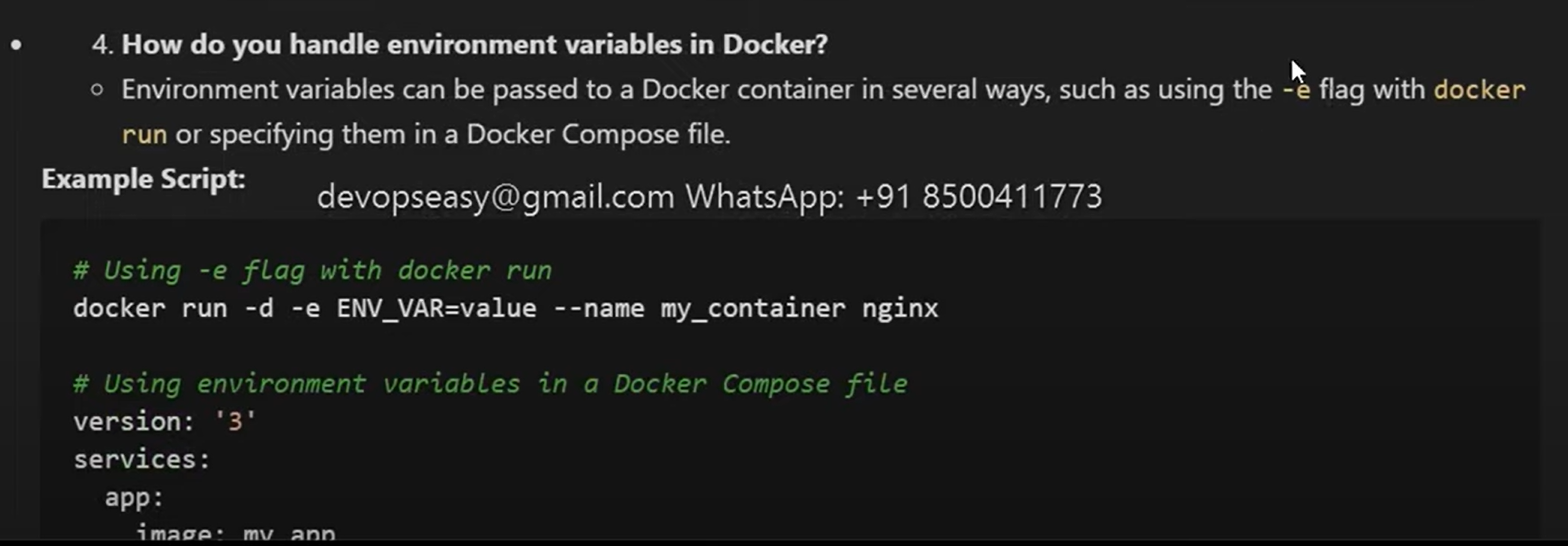 4. How do you handle environment variables in Docker?
Environment variables can be passed to a Docker container in several ways, such as using the -e flag with docker
run or specifying them in a Docker Compose file.
Example Script:
devopseasy@gmail.com WhatsApp: +91 8500411773
# Using -e flag with docker run
docker run -d -e ENV_VAR=value --name my_container nginx
# Using environment variables in a Docker Compose file
version: '3'
services:
app:
image: my_app